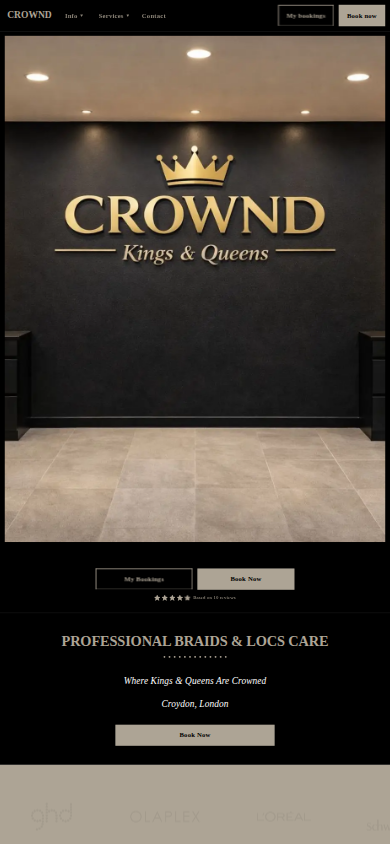 CROWND Info Services Contact My bookings Book now
CROWND
Kings & Queens
My Bookings Book Now
Based on 16 reviews
PROFESSIONAL BRAIDS & LOCS CARE
Where Kings & Queens Are Crowned
Croydon, London
Book Now
ghd OLAPLEX L'ORÉAL